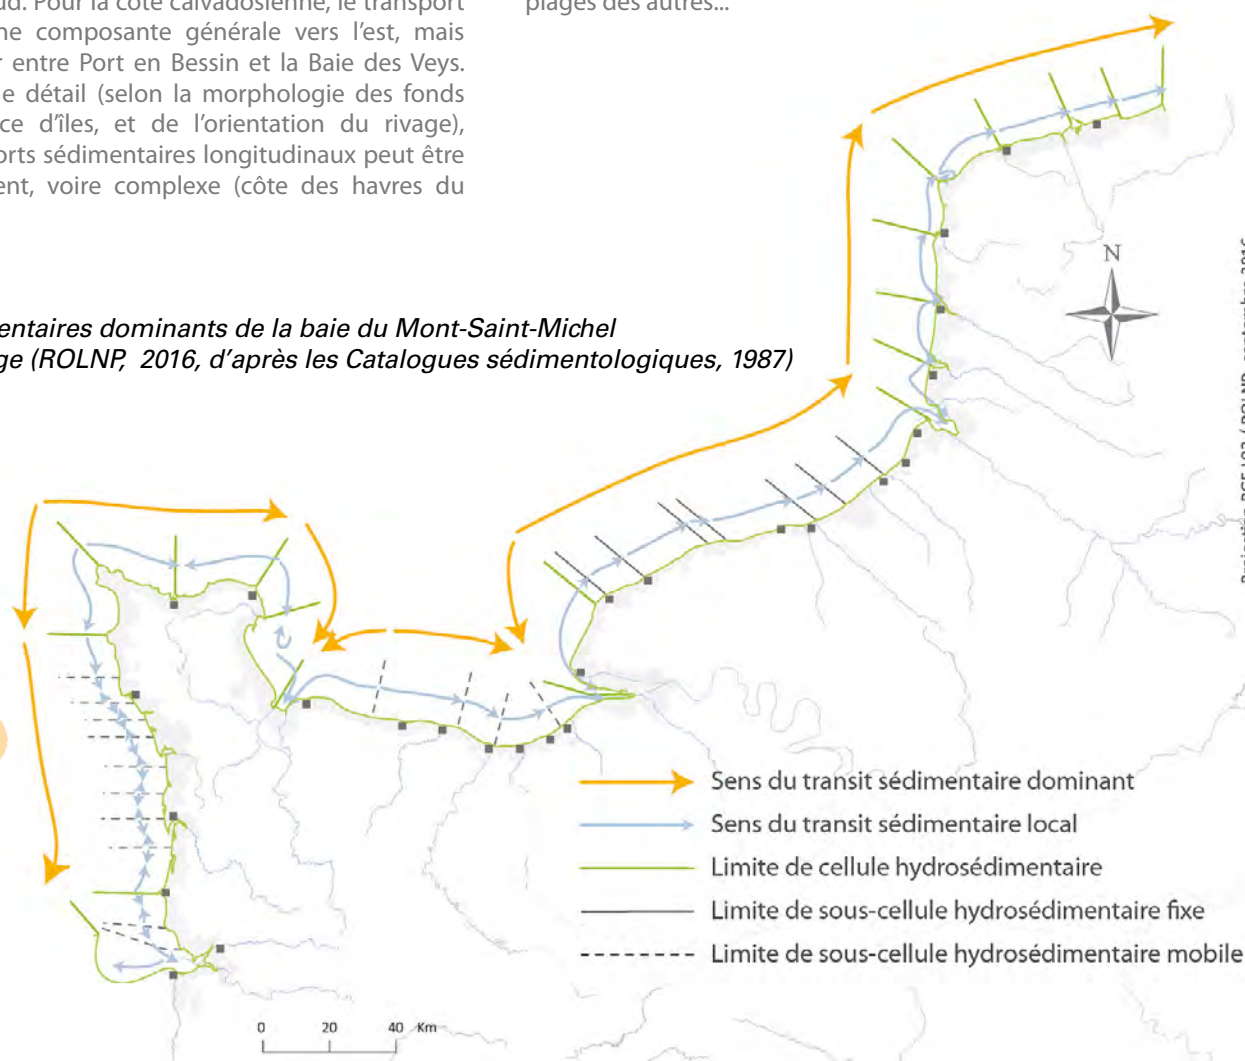 ud. Pour la côte calvadosienne, le transport
ne composante générale vers l'est, mais
r entre Port en Bessin et la Baie des Veys.
e détail (selon la morphologie des fonds
ce d'îles, et de l'orientation du rivage),
orts sédimentaires longitudinaux peut être
ent, voire complexe (côte des havres du
plages des autres...
entaires dominants de la baie du Mont-Saint-Michel
ge (ROLNP, 2016, d'après les Catalogues sédimentologiques, 1987)
N
Sens du transit sédimentaire dominant
Sens du transit sédimentaire local
Limite de cellule hydrosédimentaire
Limite de sous-cellule hydrosédimentaire fixe
Limite de sous-cellule hydrosédimentaire mobile
0 20 40 Km